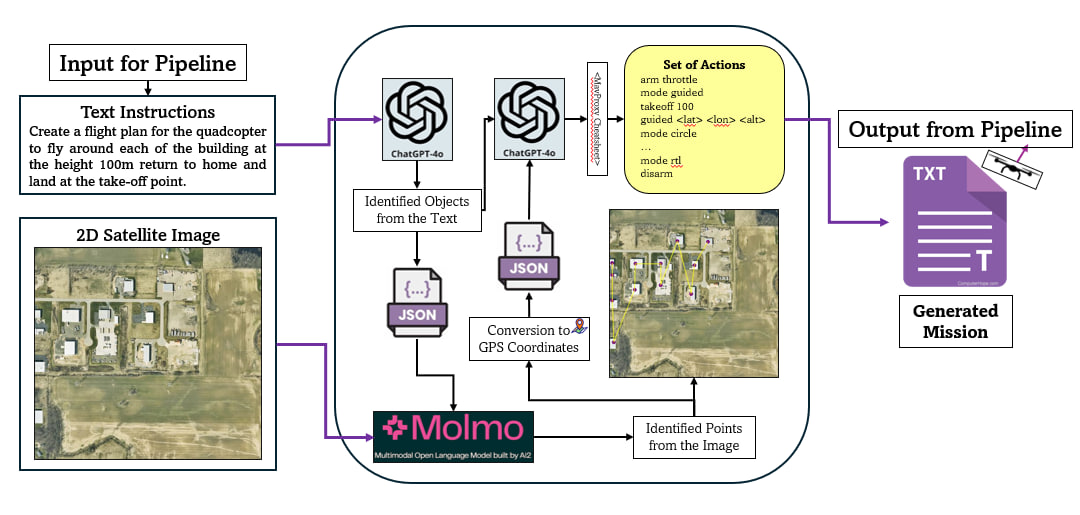 Input for Pipeline
Text Instructions
Create a flight plan for the quadcopter
to fly around each of the building at
the height 100m return to home and
land at the take-off point.
2D Satellite Image
ChatGPT-4o
Identified Objects
from the Text
{...}
JSON
Molmo
Multimodal Open Language Model built by Ai2
Identified Points
from the Image
Conversion to
GPS Coordinates
{...}
JSON
ChatGPT-4o
<MavProxy Cheatsheet>
Set of Actions
arm throttle
mode guided
takeoff 100
guided <lat> <lon> <alt>
mode circle
...
mode rtl
disarm
Output from Pipeline
TXT
T
ComputerHope.com
Generated
Mission